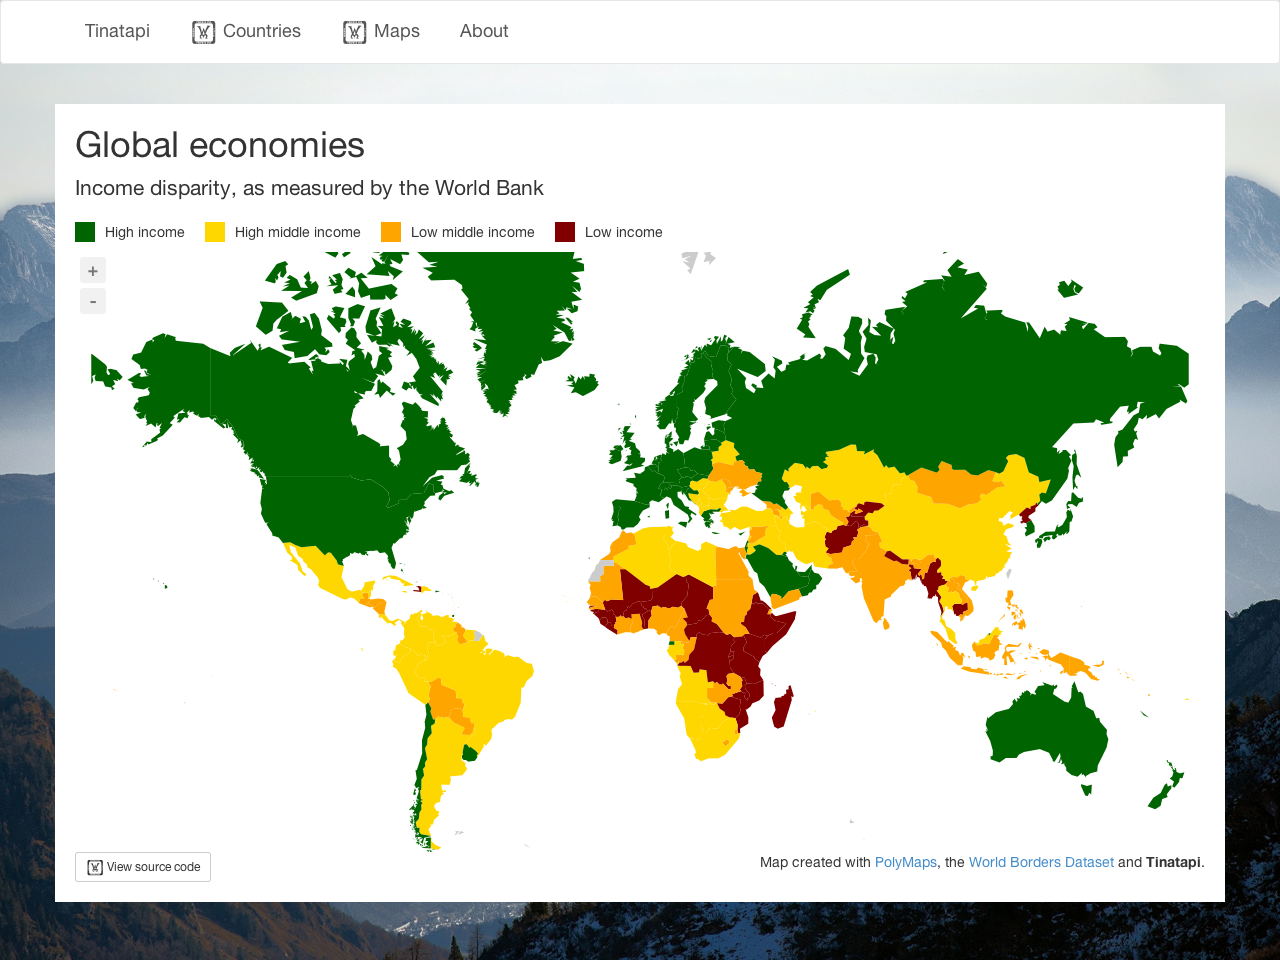 Tinatapi Countries Maps About
Global economies
Income disparity, as measured by the World Bank
High income High middle income Low middle income Low income
+
-
View source code
Map created with PolyMaps, the World Borders Dataset and Tinatapi.